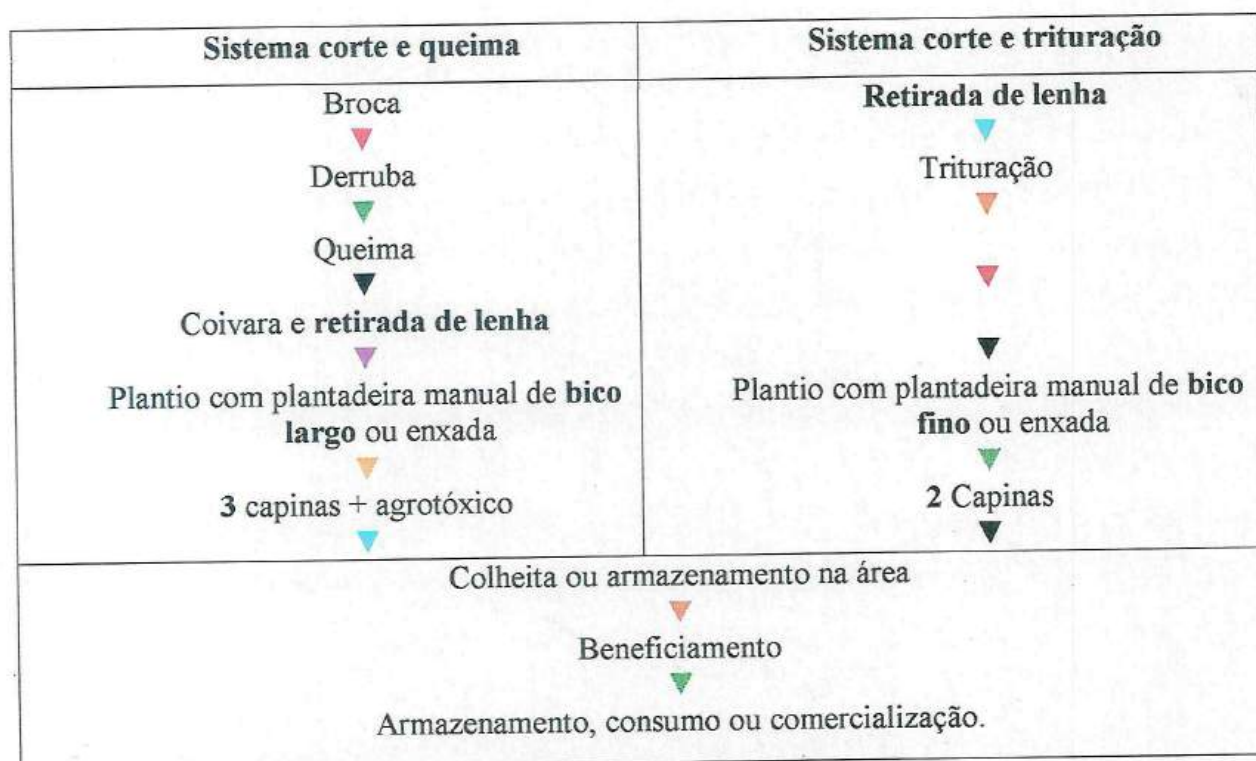 Sistema corte e queima
Sistema corte e trituração
Broca
Derruba
Queima
Coivara e retirada de lenha
Plantio com plantadeira manual de bico
largo ou enxada
3 capinas + agrotóxico
Retirada de lenha
Trituração
Plantio com plantadeira manual de bico
fino ou enxada
2 Capinas
Colheita ou armazenamento na área
Beneficiamento
Armazenamento, consumo ou comercialização.